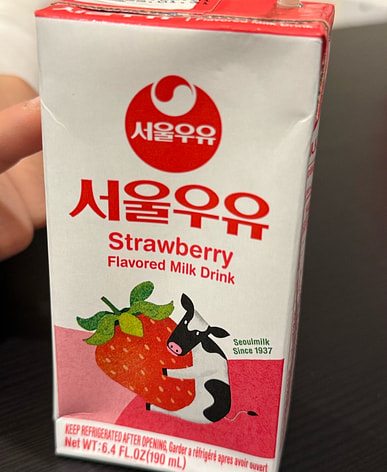 서울우유
서울우유
Strawberry
Flavored Milk Drink
Seoulmilk
Since 1937
KEEP REFRIGERATED AFTER OPENING, Garder a réfrigéré apres avoir ouvert
Net WT:6.4 FL.OZ(190 mL)